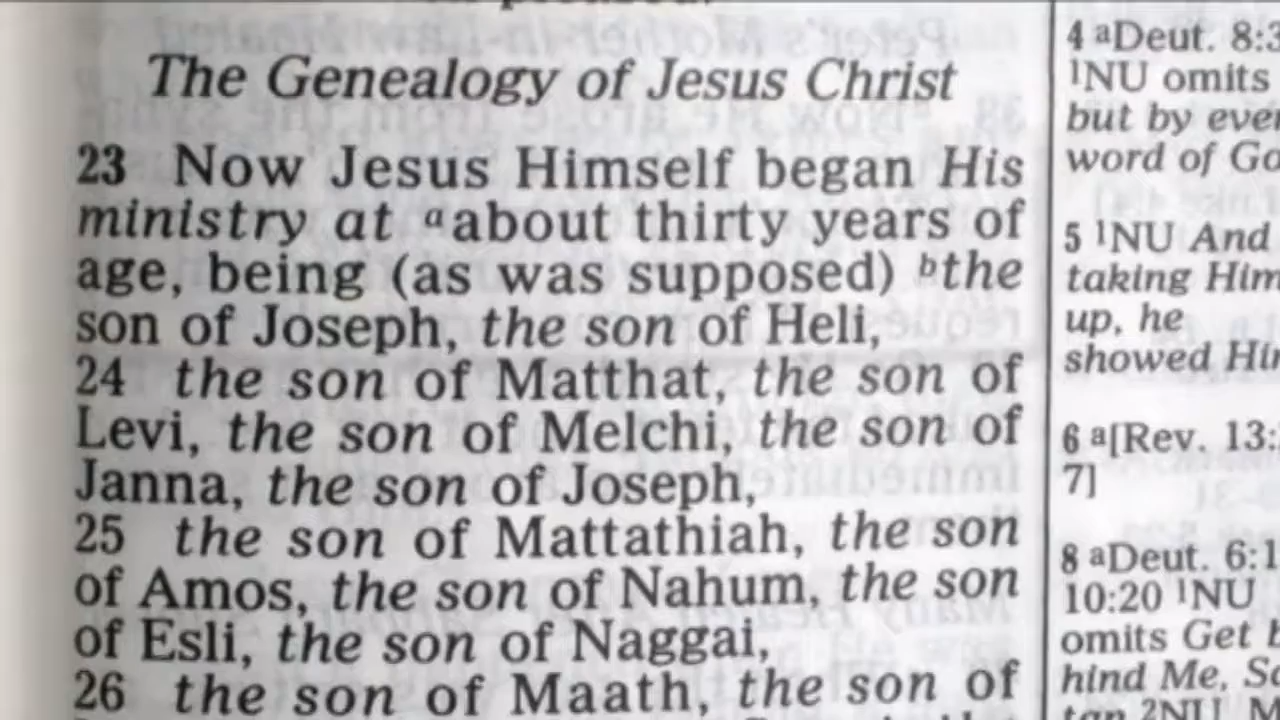 The Genealogy of Jesus Christ
23 Now Jesus Himself began His
ministry at ᵃabout thirty years of
age, being (as was supposed) ᵇthe
son of Joseph, the son of Heli,
24 the son of Matthat, the son of
Levi, the son of Melchi, the son of
Janna, the son of Joseph,
25 the son of Mattathiah, the son
of Amos, the son of Nahum, the son
of Esli, the son of Naggai,
26 the son of Maath, the son of
4 ᵃDeut. 8:3
¹NU omits
but by ever
word of Go
5 ¹NU And
taking Him
up, he
showed Him
6 ᵃ[Rev. 13:
7]
8 ᵃDeut. 6:1
10:20 ¹NU
omits Get b
hind Me, Sa
tan ²NU